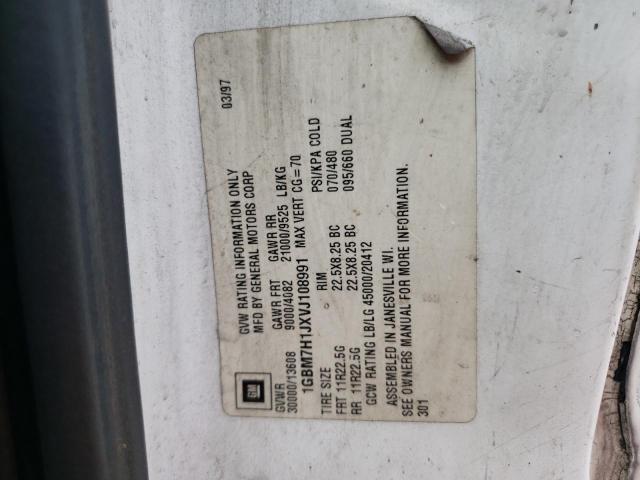 GM
GVW RATING INFORMATION ONLY 03/97
MFD BY GENERAL MOTORS CORP
GVWR GAWR FRT GAWR RR
30000/13608 9000/4082 21000/9525 LB/KG
1GBM7H1JXVJ108991 MAX VERT CG=70
TIRE SIZE RIM PSI/KPA COLD
FRT 11R22.5G 22.5X8.25 BC 070/480
RR 11R22.5G 22.5X8.25 BC 095/660 DUAL
GCW RATING LB/LG 45000/20412
ASSEMBLED IN JANESVILLE WI.
SEE OWNERS MANUAL FOR MORE INFORMATION.
301